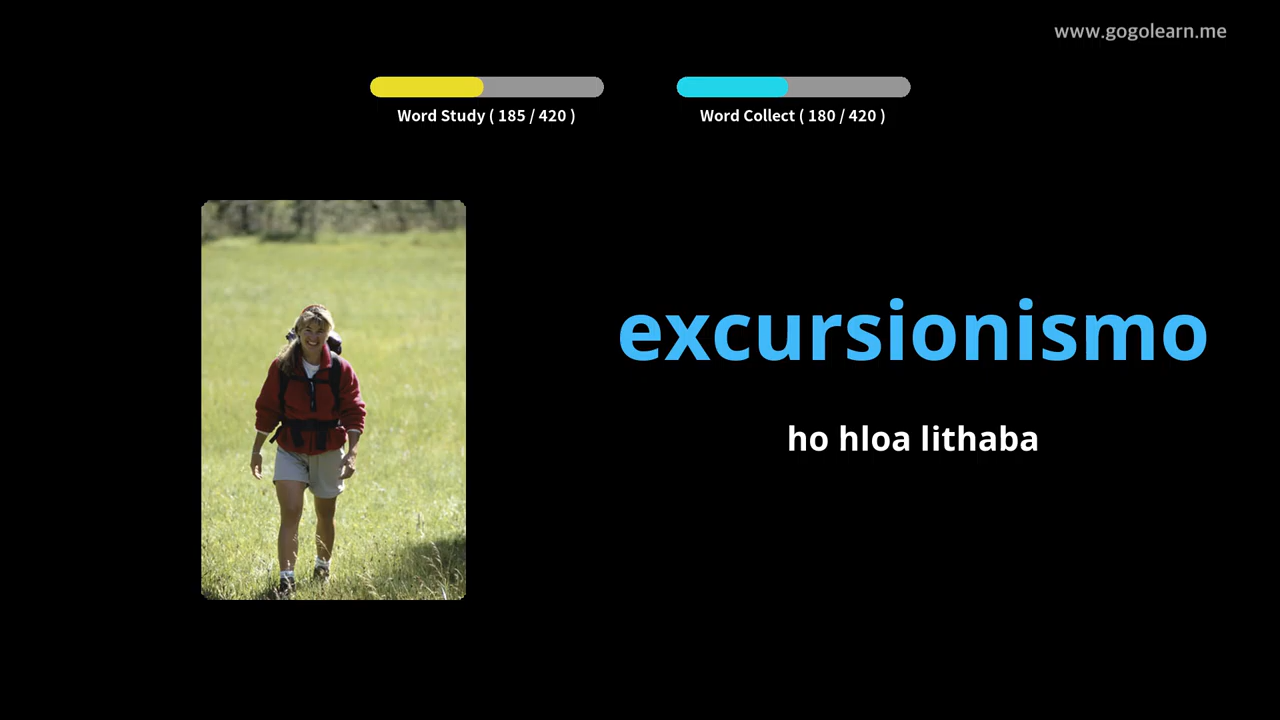 www.gogolearn.me
Word Study ( 185 / 420 )
Word Collect ( 180 / 420 )
excursionismo
ho hloa lithaba